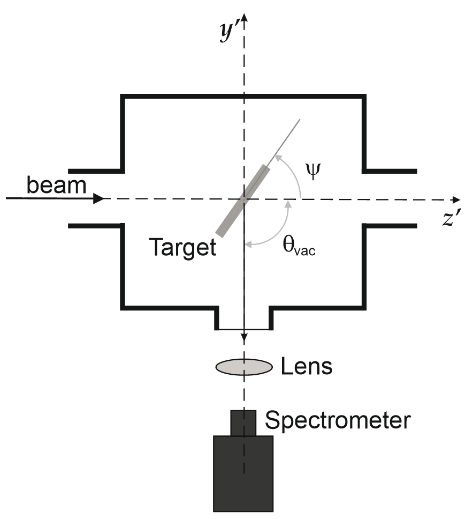 y'
ψ
beam
z'
Target
θvac
Lens
Spectrometer